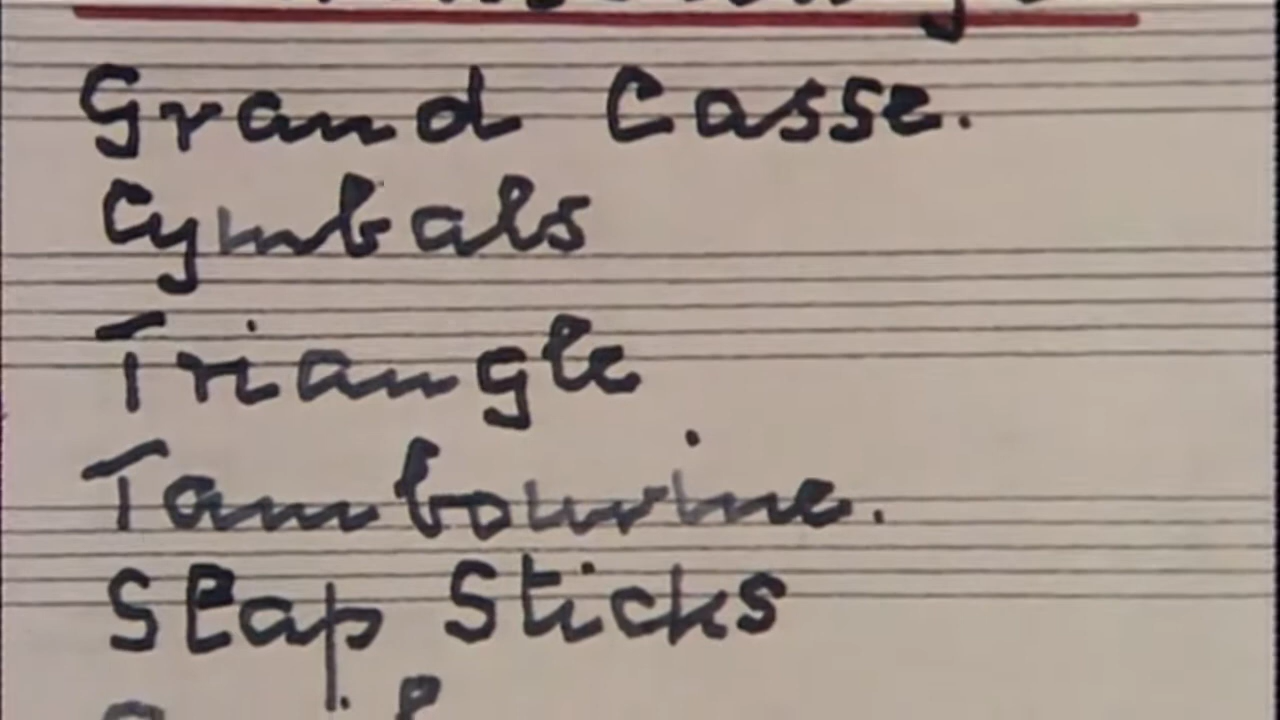 Grand Casse.
Cymbals
Triangle
Tambourine.
Slap Sticks